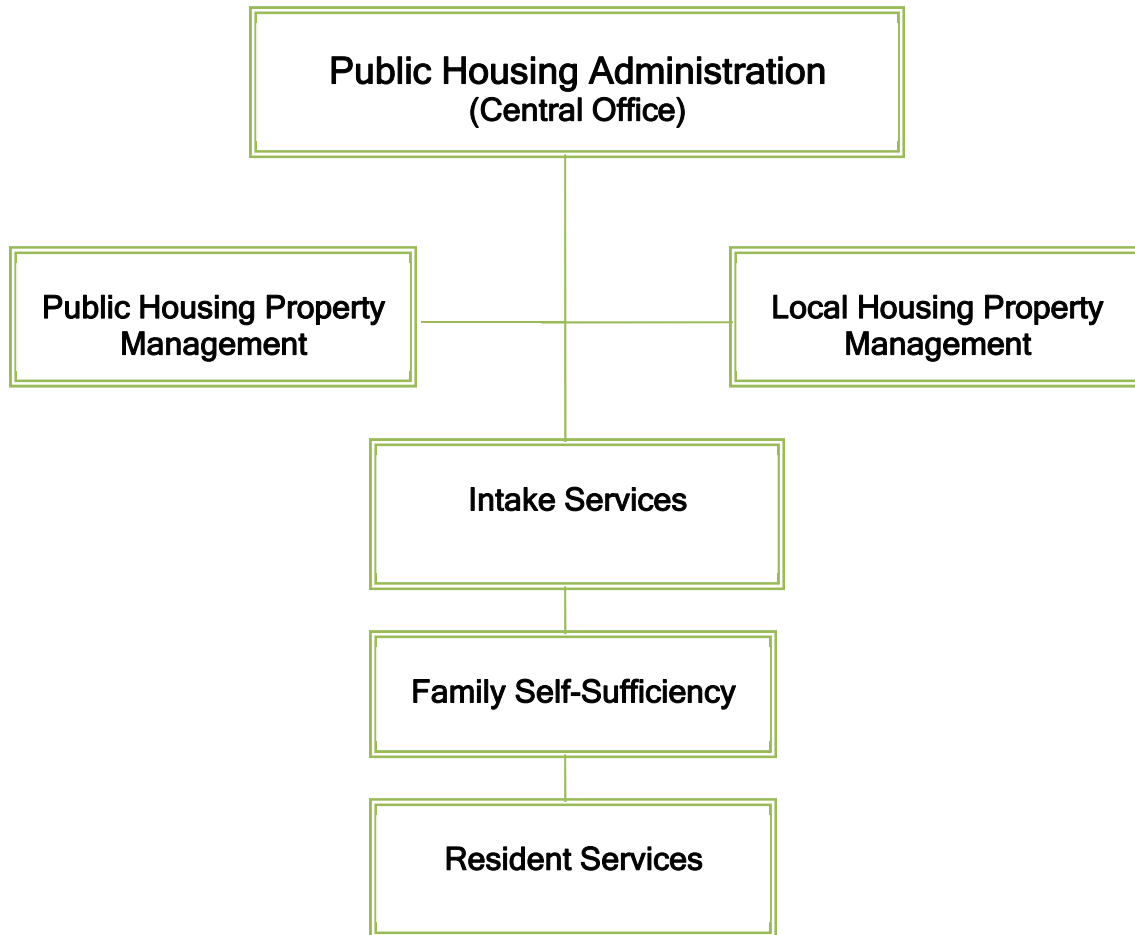 Public Housing Administration
(Central Office)
Public Housing Property
Management
Local Housing Property
Management
Intake Services
Family Self-Sufficiency
Resident Services